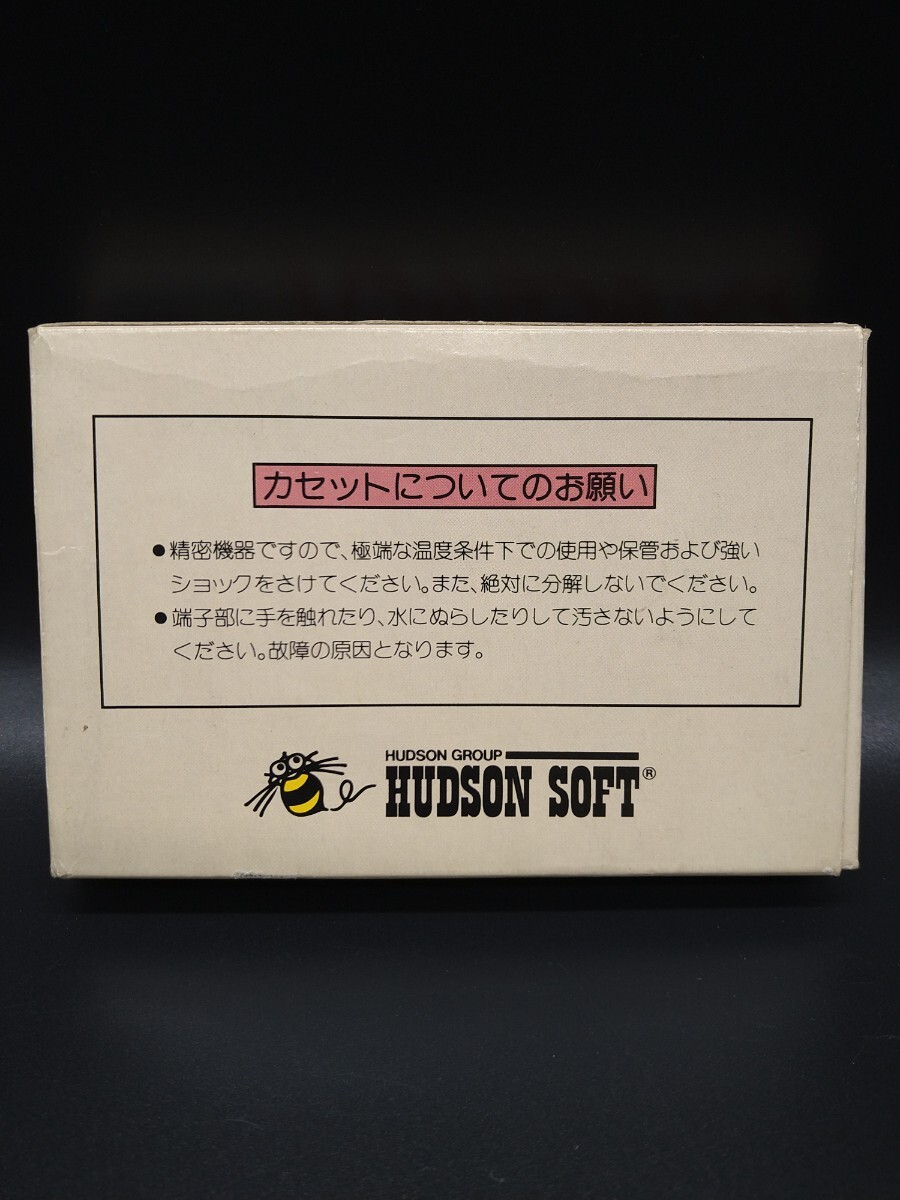 カセットについてのお願い
●精密機器ですので、極端な温度条件下での使用や保管および強い
ショックをさけてください。また、絶対に分解しないでください。
●端子部に手を触れたり、水にぬらしたりして汚さないようにして
ください。故障の原因となります。
HUDSON GROUP
HUDSON SOFT®